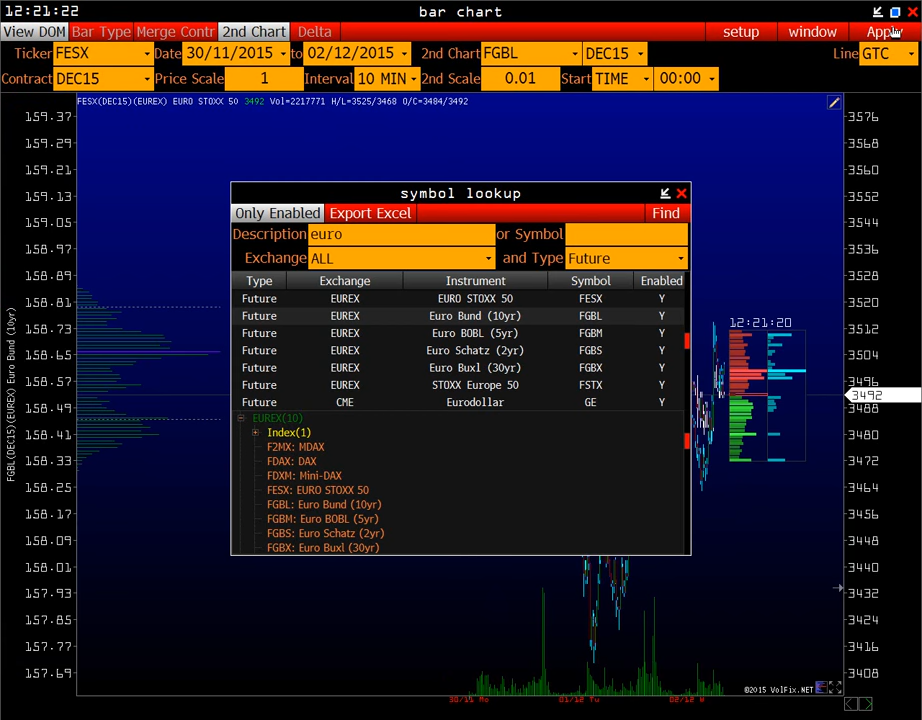 12:21:22 bar chart
View DOM Bar Type Merge Contr 2nd Chart Delta setup window Apply
Ticker FESX Date 30/11/2015 to 02/12/2015 2nd Chart FGBL DEC15 Line GTC
Contract DEC15 Price Scale 1 Interval 10 MIN 2nd Scale 0.01 Start TIME 00:00
FESX(DEC15)(EUREX) EURO STOXX 50 3492 Vol=2217771 H/L=3525/3468 O/C=3484/3492
159.37
159.29
159.21
159.13
159.05
158.97
158.89
158.81
158.73
158.65
158.57
158.49
158.41
158.33
158.25
158.17
158.09
158.01
157.93
157.85
157.77
157.69
FGBL(DEC15)(EUREX) Euro Bund (10yr)
symbol lookup
Only Enabled Export Excel Find
Description euro or Symbol
Exchange ALL and Type Future
Type Exchange Instrument Symbol Enabled
Future EUREX EURO STOXX 50 FESX Y
Future EUREX Euro Bund (10yr) FGBL Y
Future EUREX Euro BOBL (5yr) FGBM Y
Future EUREX Euro Schatz (2yr) FGBS Y
Future EUREX Euro Buxl (30yr) FGBX Y
Future EUREX STOXX Europe 50 FSTX Y
Future CME Eurodollar GE Y
EUREX(10)
Index(1)
F2MX: MDAX
FDAX: DAX
FDXM: Mini-DAX
FESX: EURO STOXX 50
FGBL: Euro Bund (10yr)
FGBM: Euro BOBL (5yr)
FGBS: Euro Schatz (2yr)
FGBX: Euro Buxl (30yr)
12:21:20
3576
3568
3560
3552
3544
3536
3528
3520
3512
3504
3496
3492
3488
3480
3472
3464
3456
3448
3440
3432
3424
3416
3408
©2015 VolFix.NET
30/11 Mo 01/12 Tu 02/12 W